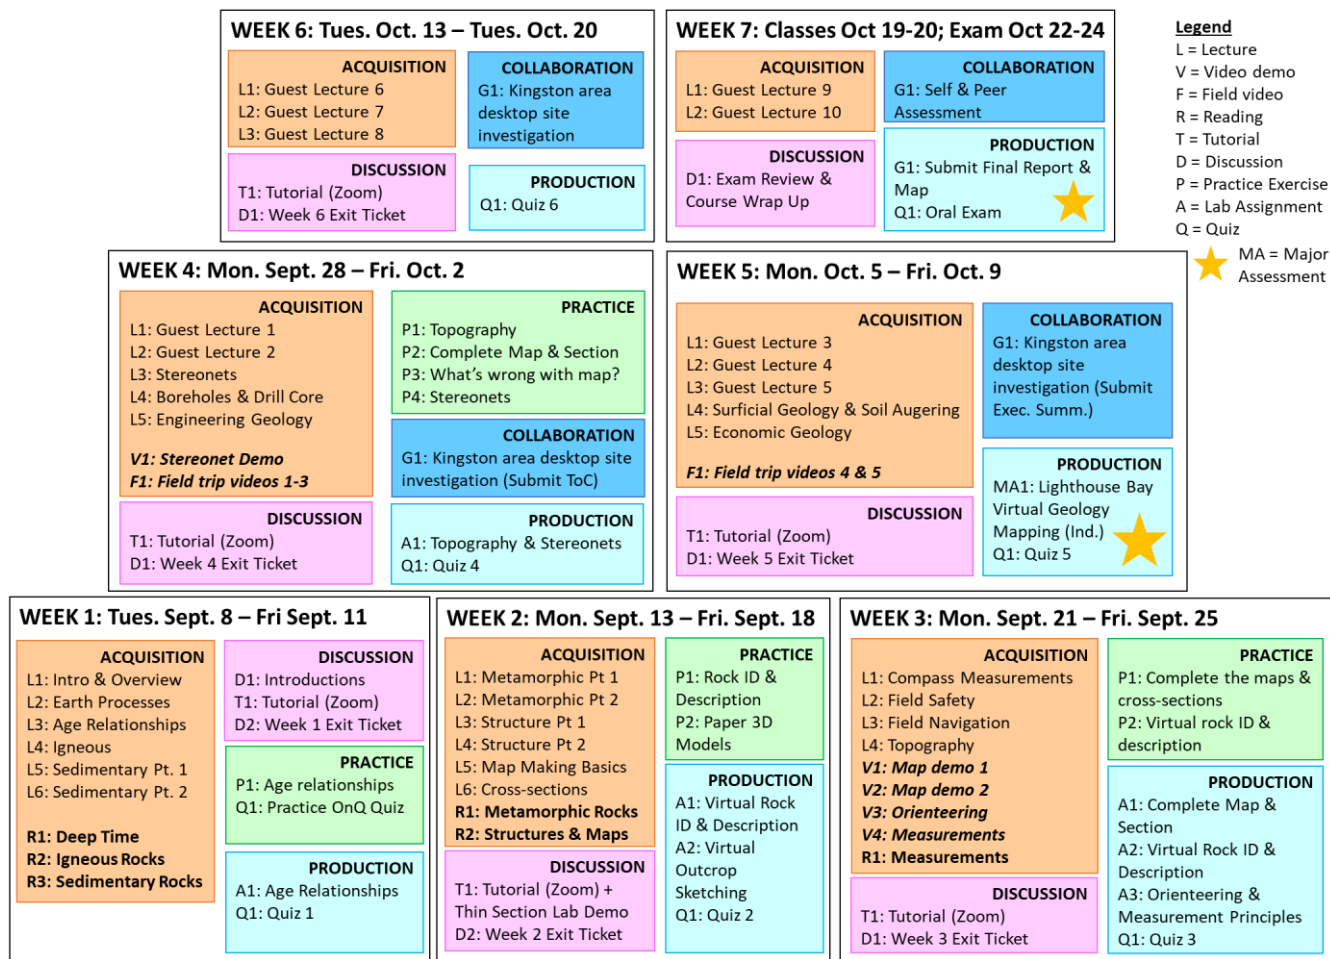 WEEK 6: Tues. Oct. 13 – Tues. Oct. 20
ACQUISITION
L1: Guest Lecture 6
L2: Guest Lecture 7
L3: Guest Lecture 8
COLLABORATION
G1: Kingston area
desktop site
investigation
DISCUSSION
T1: Tutorial (Zoom)
D1: Week 6 Exit Ticket
PRODUCTION
Q1: Quiz 6
WEEK 7: Classes Oct 19-20; Exam Oct 22-24
ACQUISITION
L1: Guest Lecture 9
L2: Guest Lecture 10
COLLABORATION
G1: Self & Peer
Assessment
DISCUSSION
D1: Exam Review &
Course Wrap Up
PRODUCTION
G1: Submit Final Report &
Map
Q1: Oral Exam
Legend
L = Lecture
V = Video demo
F = Field video
R = Reading
T = Tutorial
D = Discussion
P = Practice Exercise
A = Lab Assignment
Q = Quiz
MA = Major
Assessment
WEEK 4: Mon. Sept. 28 – Fri. Oct. 2
ACQUISITION
L1: Guest Lecture 1
L2: Guest Lecture 2
L3: Stereonets
L4: Boreholes & Drill Core
L5: Engineering Geology
V1: Stereonet Demo
F1: Field trip videos 1-3
PRACTICE
P1: Topography
P2: Complete Map & Section
P3: What's wrong with map?
P4: Stereonets
COLLABORATION
G1: Kingston area desktop site
investigation (Submit ToC)
DISCUSSION
T1: Tutorial (Zoom)
D1: Week 4 Exit Ticket
PRODUCTION
A1: Topography & Stereonets
Q1: Quiz 4
WEEK 5: Mon. Oct. 5 – Fri. Oct. 9
ACQUISITION
L1: Guest Lecture 3
L2: Guest Lecture 4
L3: Guest Lecture 5
L4: Surficial Geology & Soil Augering
L5: Economic Geology
F1: Field trip videos 4 & 5
COLLABORATION
G1: Kingston area
desktop site
investigation (Submit
Exec. Summ.)
DISCUSSION
T1: Tutorial (Zoom)
D1: Week 5 Exit Ticket
PRODUCTION
MA1: Lighthouse Bay
Virtual Geology
Mapping (Ind.)
Q1: Quiz 5
WEEK 1: Tues. Sept. 8 – Fri Sept. 11
ACQUISITION
L1: Intro & Overview
L2: Earth Processes
L3: Age Relationships
L4: Igneous
L5: Sedimentary Pt. 1
L6: Sedimentary Pt. 2
R1: Deep Time
R2: Igneous Rocks
R3: Sedimentary Rocks
DISCUSSION
D1: Introductions
T1: Tutorial (Zoom)
D2: Week 1 Exit Ticket
PRACTICE
P1: Age relationships
Q1: Practice OnQ Quiz
PRODUCTION
A1: Age Relationships
Q1: Quiz 1
WEEK 2: Mon. Sept. 13 – Fri. Sept. 18
ACQUISITION
L1: Metamorphic Pt 1
L2: Metamorphic Pt 2
L3: Structure Pt 1
L4: Structure Pt 2
L5: Map Making Basics
L6: Cross-sections
R1: Metamorphic Rocks
R2: Structures & Maps
DISCUSSION
T1: Tutorial (Zoom) +
Thin Section Lab Demo
D2: Week 2 Exit Ticket
PRACTICE
P1: Rock ID &
Description
P2: Paper 3D
Models
PRODUCTION
A1: Virtual Rock
ID & Description
A2: Virtual
Outcrop
Sketching
Q1: Quiz 2
WEEK 3: Mon. Sept. 21 – Fri. Sept. 25
ACQUISITION
L1: Compass Measurements
L2: Field Safety
L3: Field Navigation
L4: Topography
V1: Map demo 1
V2: Map demo 2
V3: Orienteering
V4: Measurements
R1: Measurements
DISCUSSION
T1: Tutorial (Zoom)
D1: Week 3 Exit Ticket
PRACTICE
P1: Complete the maps &
cross-sections
P2: Virtual rock ID &
description
PRODUCTION
A1: Complete Map &
Section
A2: Virtual Rock ID &
Description
A3: Orienteering &
Measurement Principles
Q1: Quiz 3